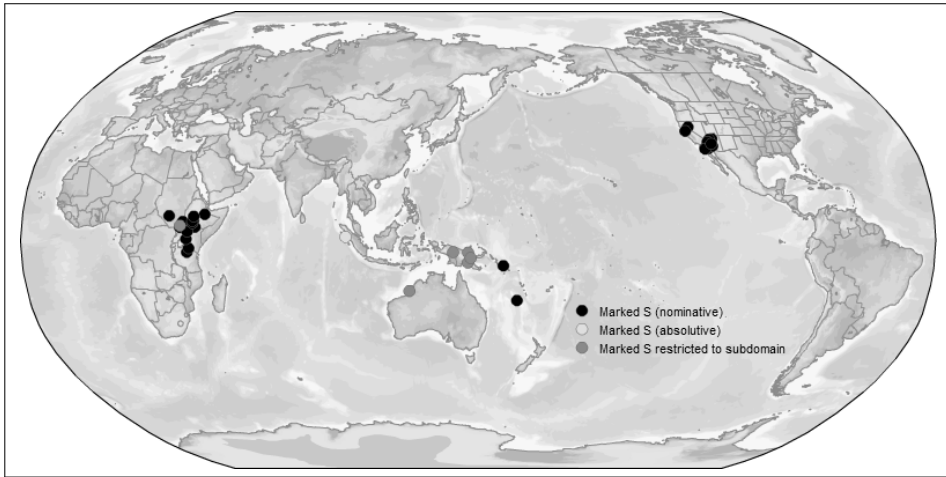 Marked S (nominative)
Marked S (absolutive)
Marked S restricted to subdomain